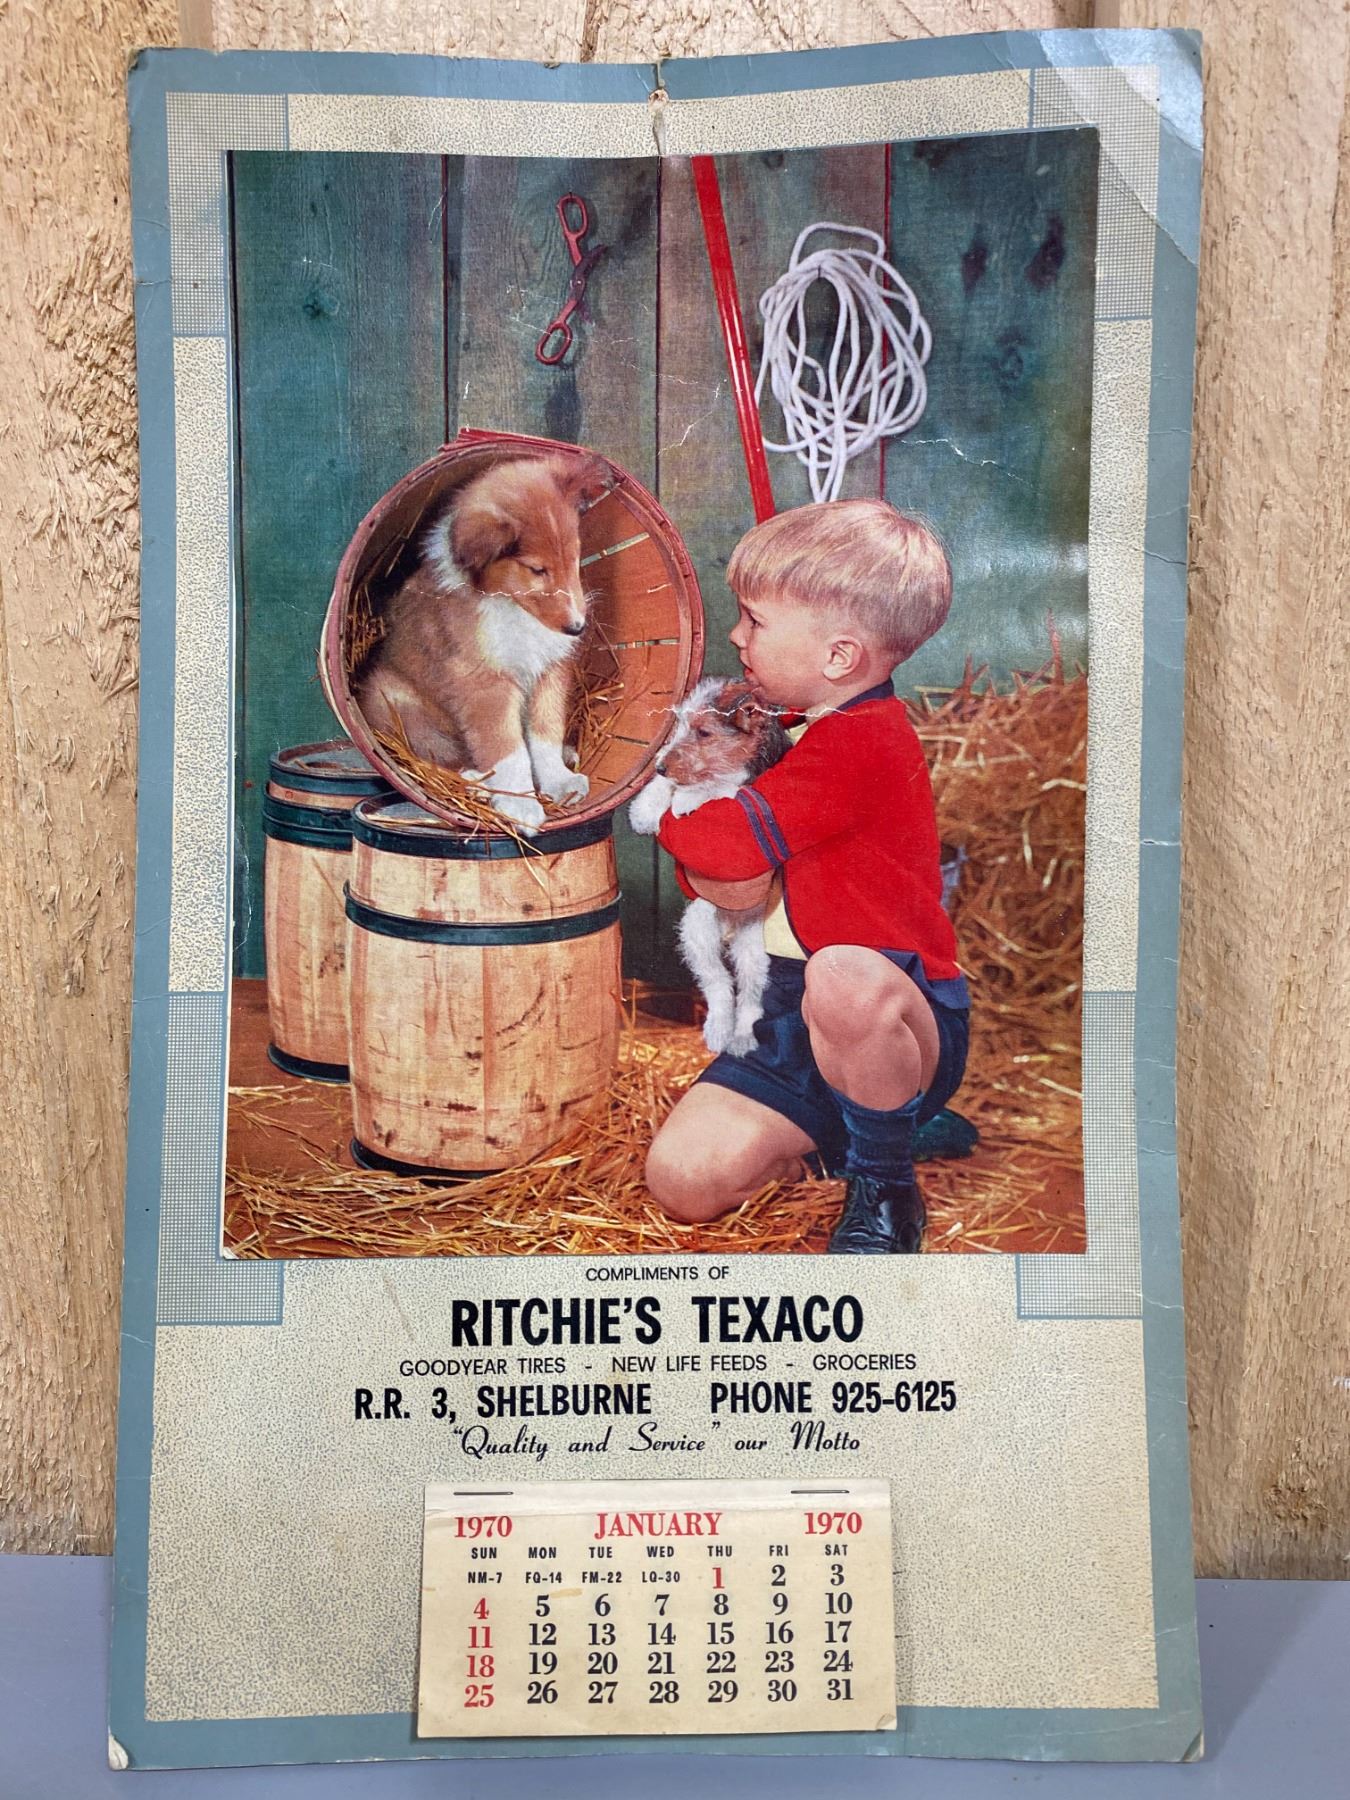 COMPLIMENTS OF
RITCHIE'S TEXACO
GOODYEAR TIRES - NEW LIFE FEEDS - GROCERIES
R.R. 3, SHELBURNE PHONE 925-6125
"Quality and Service" our Motto
1970 JANUARY 1970
SUN MON TUE WED THU FRI SAT
NM-7 FQ-14 FM-22 LQ-30 1 2 3
4 5 6 7 8 9 10
11 12 13 14 15 16 17
18 19 20 21 22 23 24
25 26 27 28 29 30 31